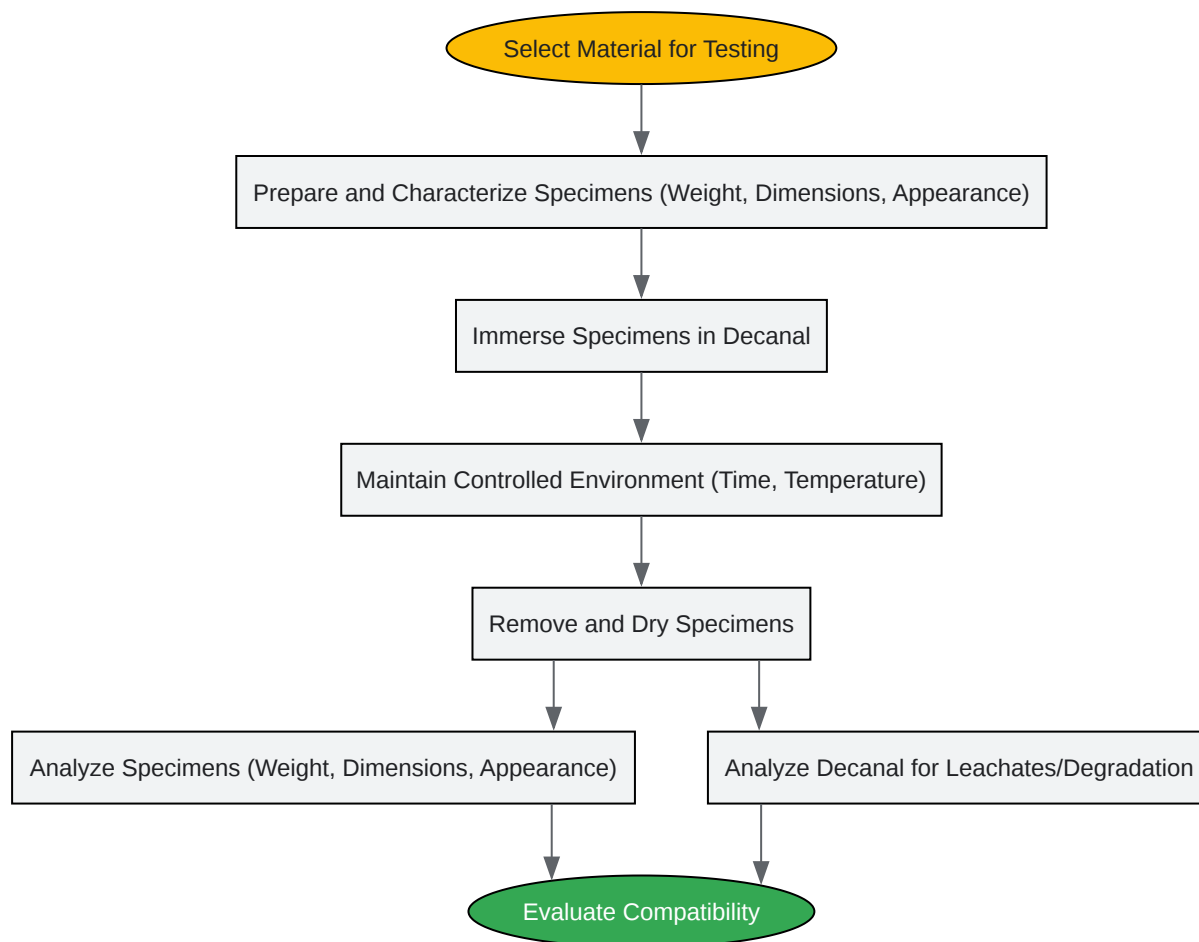 Select Material for Testing
Prepare and Characterize Specimens (Weight, Dimensions, Appearance)
Immerse Specimens in Decanal
Maintain Controlled Environment (Time, Temperature)
Remove and Dry Specimens
Analyze Specimens (Weight, Dimensions, Appearance)
Analyze Decanal for Leachates/Degradation
Evaluate Compatibility